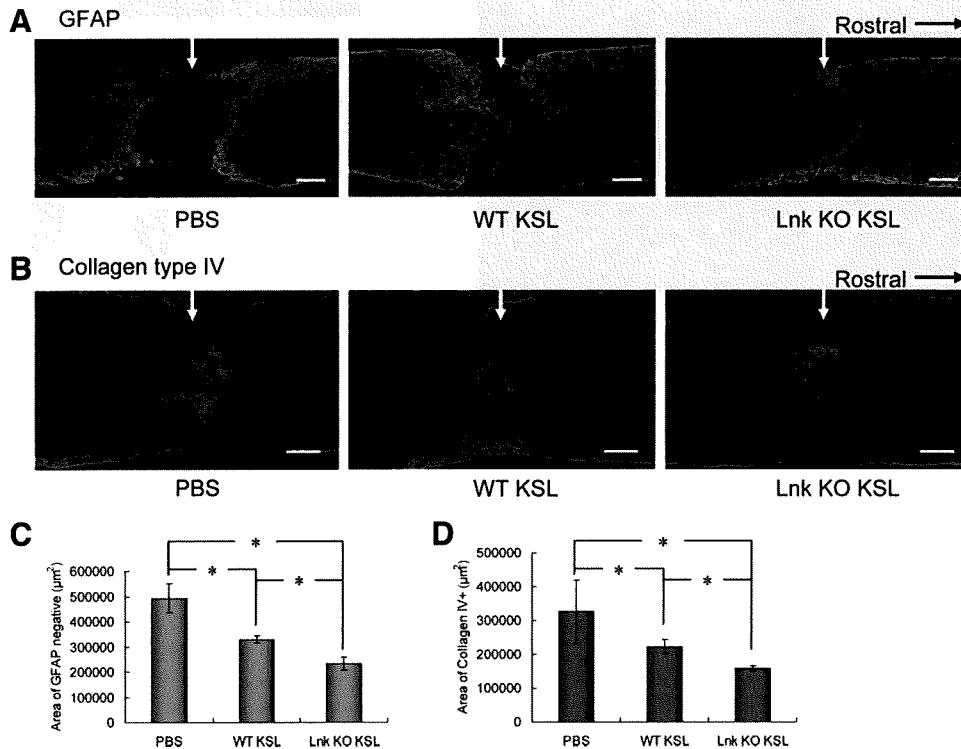 A GFAP Rostral
PBS WT KSL Lnk KO KSL
B Collagen type IV Rostral
PBS WT KSL Lnk KO KSL
C
* * *
Area of GFAP negative (µm²)
600000
500000
400000
300000
200000
100000
0
PBS WT KSL Lnk KO KSL
D
* * *
Area of Collagen IV+ (µm²)
500000
400000
300000
200000
100000
0
PBS WT KSL Lnk KO KSL